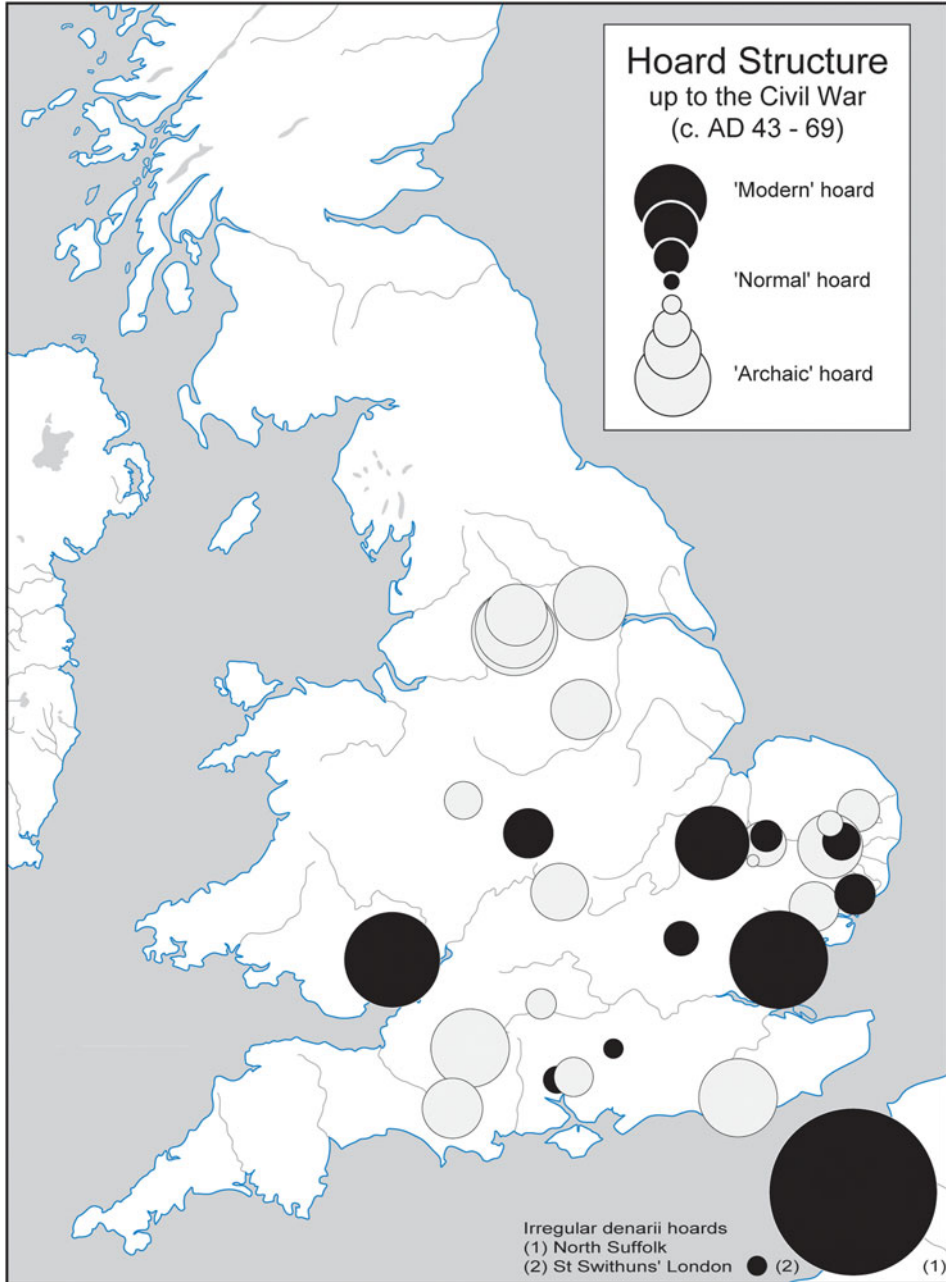 Hoard Structure
up to the Civil War
(c. AD 43 - 69)
'Modern' hoard
'Normal' hoard
'Archaic' hoard
Irregular denarii hoards
(1) North Suffolk
(2) St Swithuns' London (2) (1)